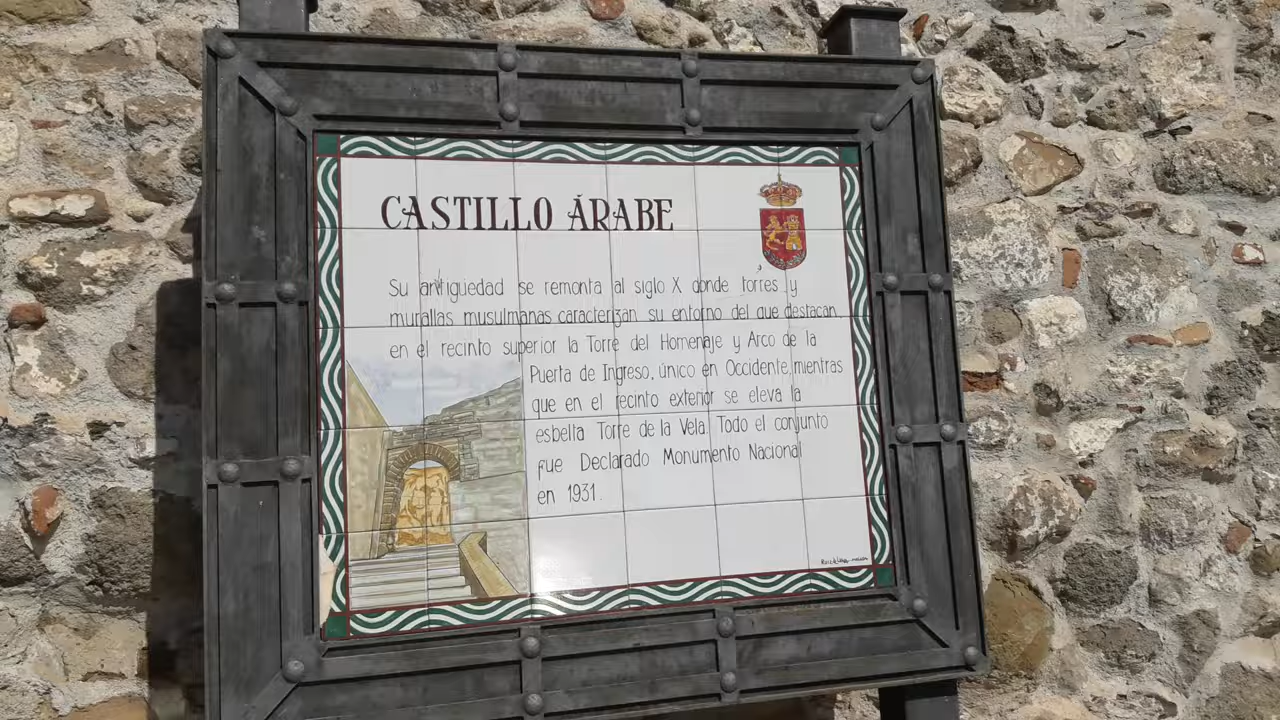 CASTILLO ÁRABE
Su antigüedad se remonta al siglo X donde torres y
murallas musulmanas caracterizan su entorno del que destacan
en el recinto superior la Torre del Homenaje y Arco de la
Puerta de Ingreso, único en Occidente, mientras
que en el recinto exterior se eleva la
esbelta Torre de la Vela. Todo el conjunto
fue Declarado Monumento Nacional
en 1931.